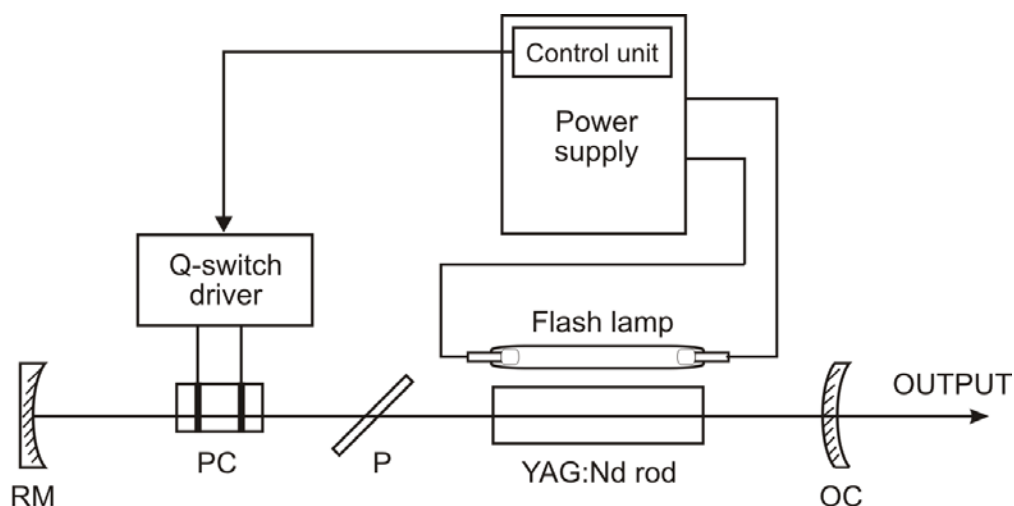 Control unit
Power
supply
Q-switch
driver
Flash lamp
OUTPUT
PC
P
YAG:Nd rod
RM
OC